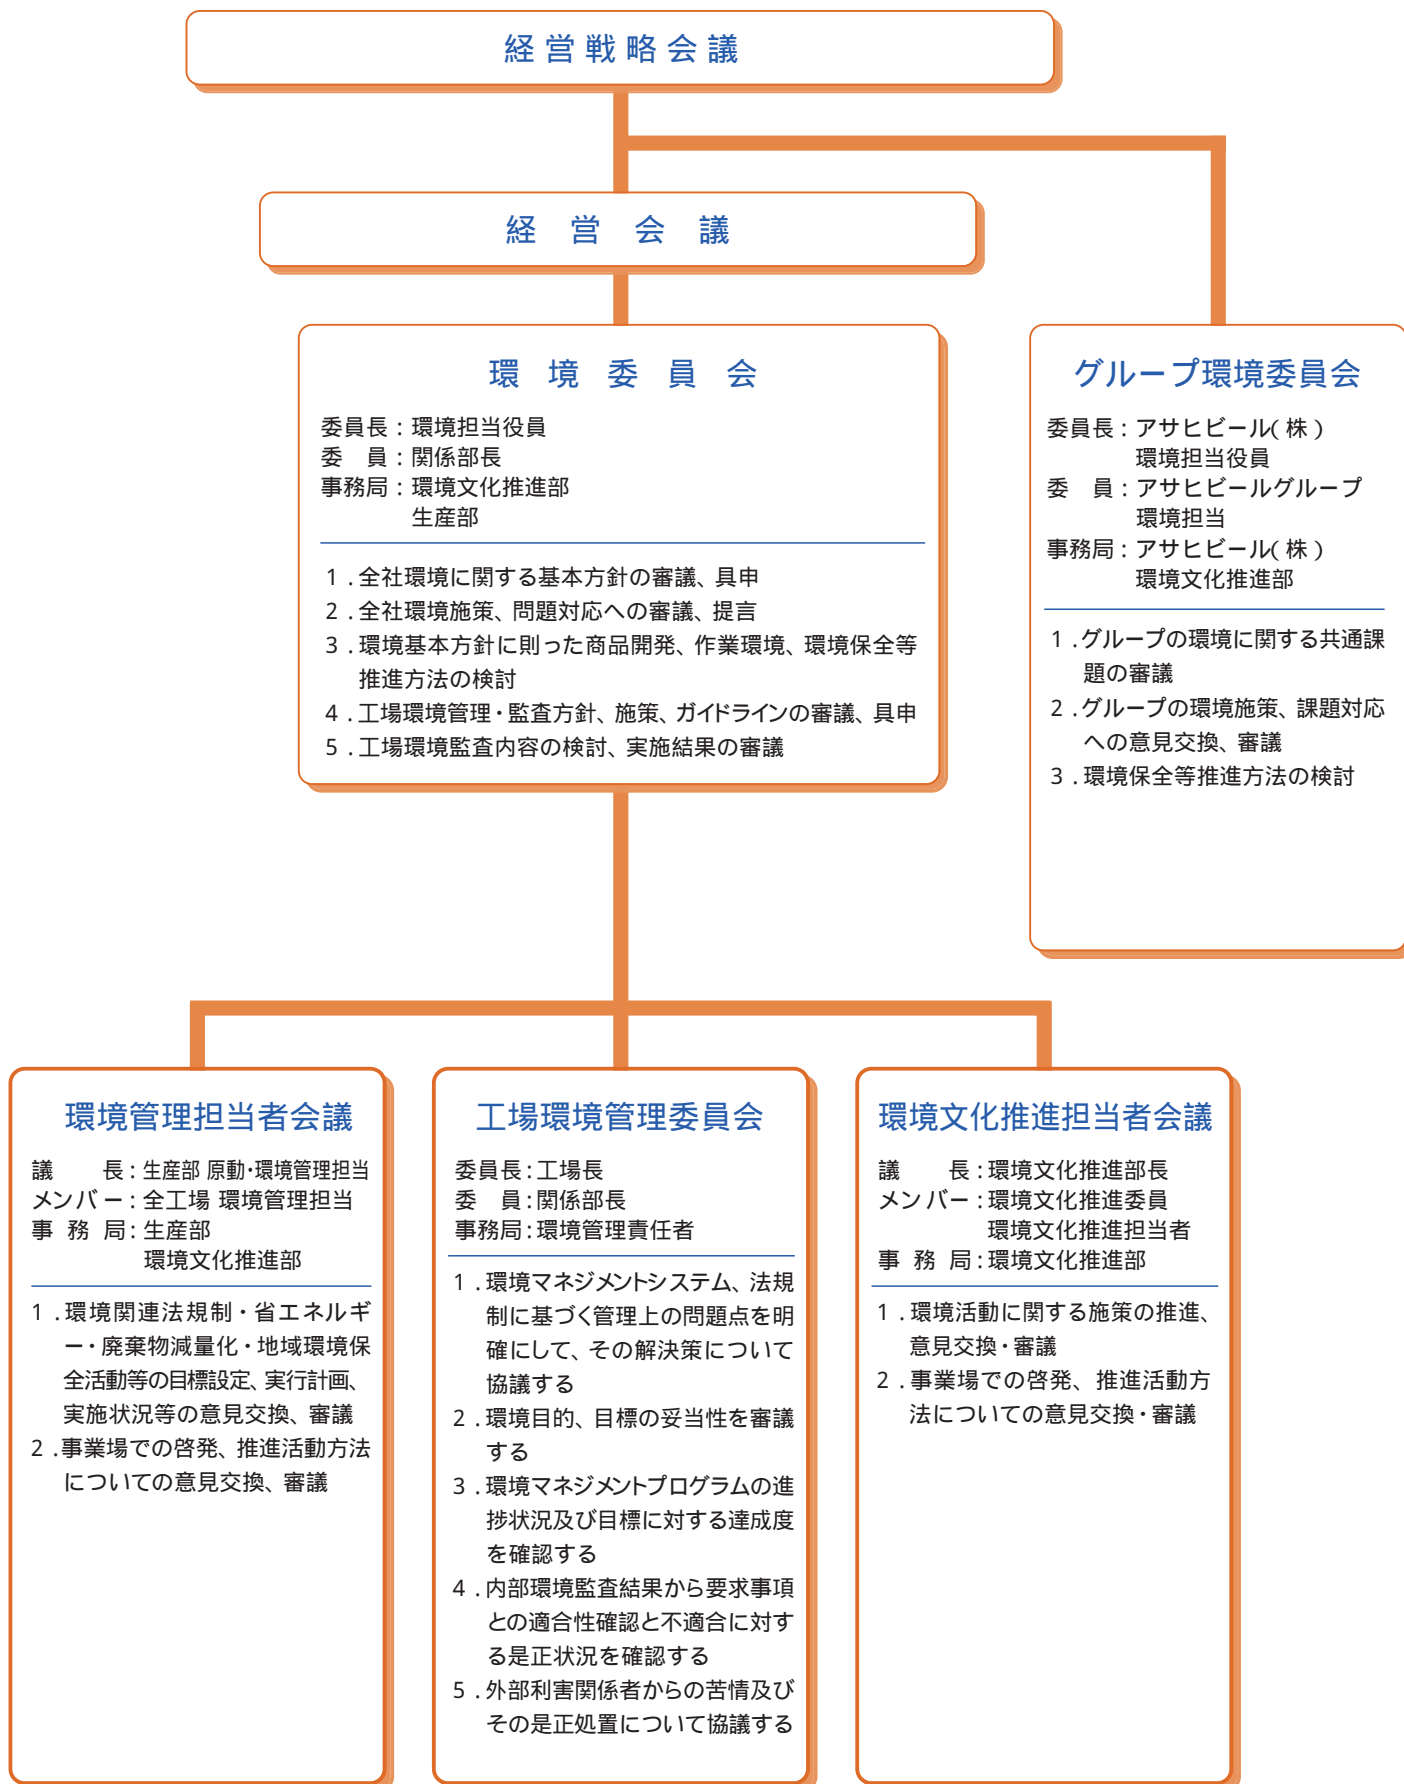 経営戦略会議
経営会議
環境委員会
委員長：環境担当役員
委　員：関係部長
事務局：環境文化推進部
生産部
1．全社環境に関する基本方針の審議、具申
2．全社環境施策、問題対応への審議、提言
3．環境基本方針に則った商品開発、作業環境、環境保全等
推進方法の検討
4．工場環境管理・監査方針、施策、ガイドラインの審議、具申
5．工場環境監査内容の検討、実施結果の審議
グループ環境委員会
委員長：アサヒビール(株)
環境担当役員
委　員：アサヒビールグループ
環境担当
事務局：アサヒビール(株)
環境文化推進部
1．グループの環境に関する共通課
題の審議
2．グループの環境施策、課題対応
への意見交換、審議
3．環境保全等推進方法の検討
環境管理担当者会議
議　　長：生産部 原動・環境管理担当
メンバー：全工場 環境管理担当
事 務 局：生産部
環境文化推進部
1．環境関連法規制・省エネルギ
ー・廃棄物減量化・地域環境保
全活動等の目標設定、実行計画、
実施状況等の意見交換、審議
2．事業場での啓発、推進活動方法
についての意見交換、審議
工場環境管理委員会
委員長：工場長
委　員：関係部長
事務局：環境管理責任者
1．環境マネジメントシステム、法規
制に基づく管理上の問題点を明
確にして、その解決策について
協議する
2．環境目的、目標の妥当性を審議
する
3．環境マネジメントプログラムの進
捗状況及び目標に対する達成度
を確認する
4．内部環境監査結果から要求事項
との適合性確認と不適合に対す
る是正状況を確認する
5．外部利害関係者からの苦情及び
その是正処置について協議する
環境文化推進担当者会議
議　　長：環境文化推進部長
メンバー：環境文化推進委員
環境文化推進担当者
事 務 局：環境文化推進部
1．環境活動に関する施策の推進、
意見交換・審議
2．事業場での啓発、推進活動方
法についての意見交換・審議